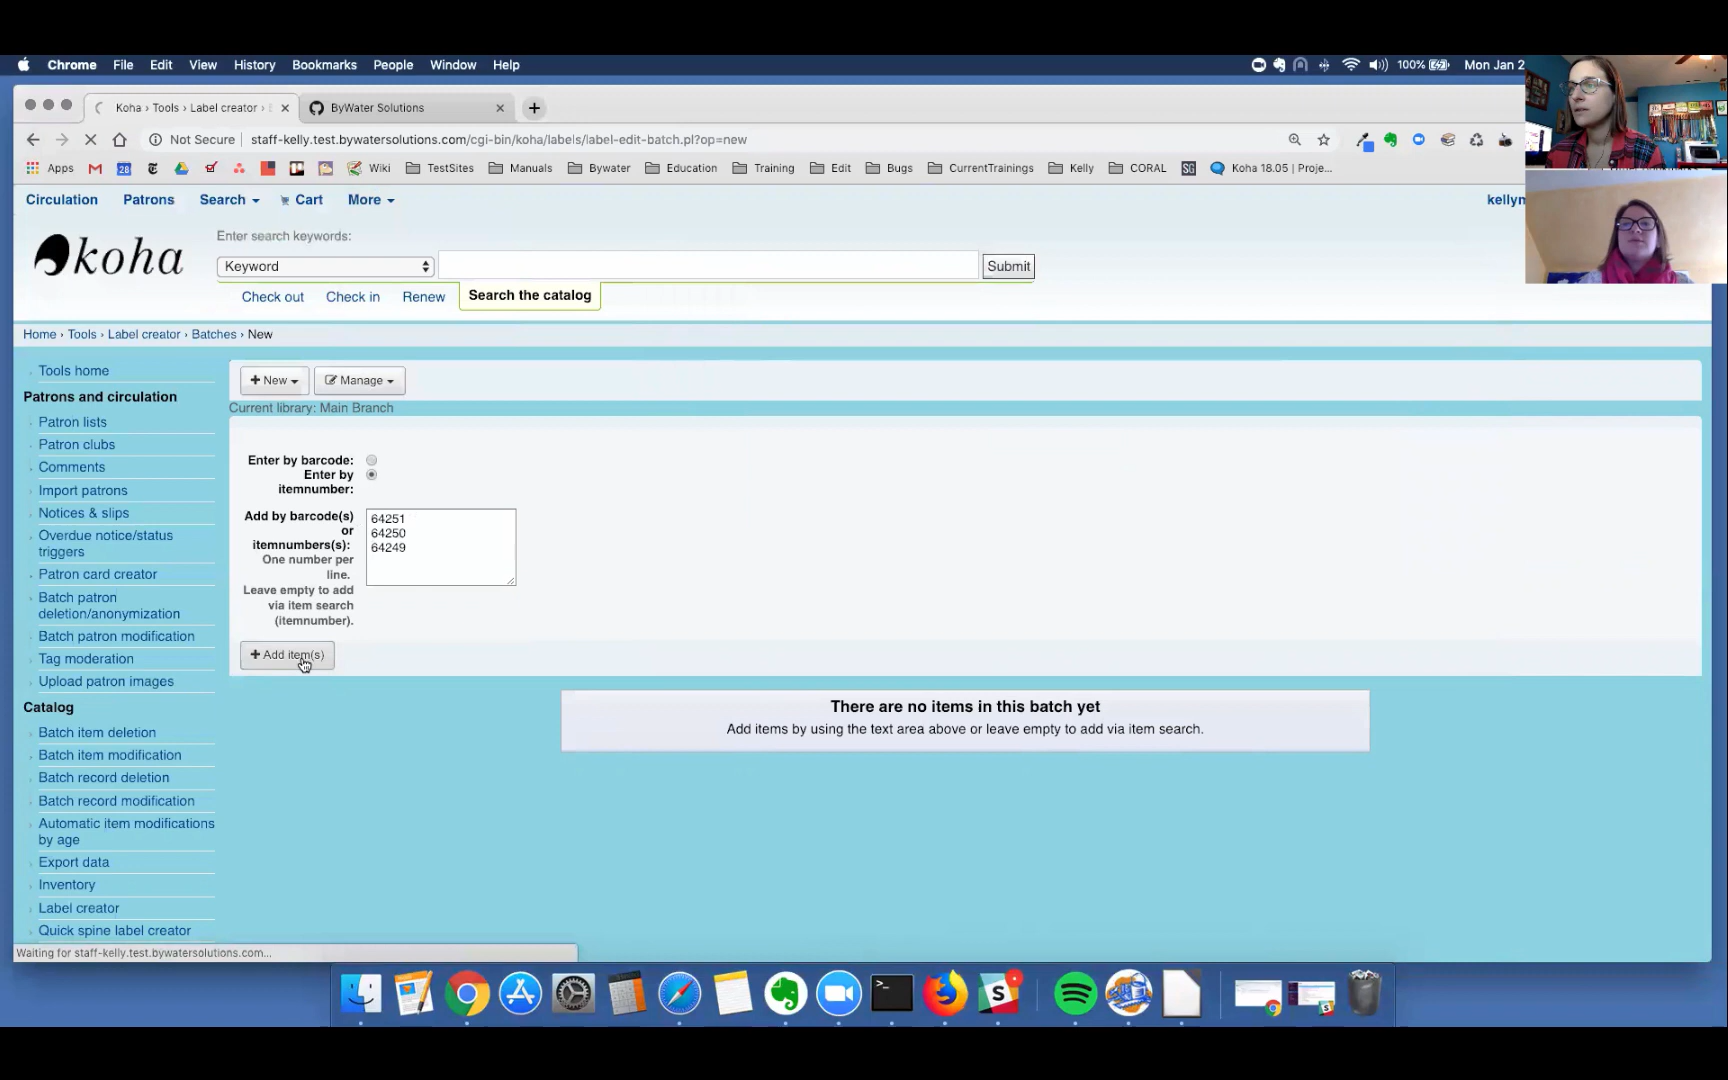 Chrome File Edit View History Bookmarks People Window Help 100% Mon Jan 2
Koha › Tools › Label creator › ByWater Solutions
Not Secure staff-kelly.test.bywatersolutions.com/cgi-bin/koha/labels/label-edit-batch.pl?op=new
Apps 28 Wiki TestSites Manuals Bywater Education Training Edit Bugs CurrentTrainings Kelly CORAL SG Koha 18.05 | Proje...
Circulation Patrons Search Cart More kellyn
Enter search keywords:
koha Keyword Submit
Check out Check in Renew Search the catalog
Home › Tools › Label creator › Batches › New
Tools home
Patrons and circulation
Patron lists
Patron clubs
Comments
Import patrons
Notices & slips
Overdue notice/status
triggers
Patron card creator
Batch patron
deletion/anonymization
Batch patron modification
Tag moderation
Upload patron images
Catalog
Batch item deletion
Batch item modification
Batch record deletion
Batch record modification
Automatic item modifications
by age
Export data
Inventory
Label creator
Quick spine label creator
+ New Manage
Current library: Main Branch
Enter by barcode:
Enter by
itemnumber:
Add by barcode(s)
or
itemnumbers(s):
One number per
line.
Leave empty to add
via item search
(itemnumber).
64251
64250
64249
+ Add item(s)
There are no items in this batch yet
Add items by using the text area above or leave empty to add via item search.
Waiting for staff-kelly.test.bywatersolutions.com...